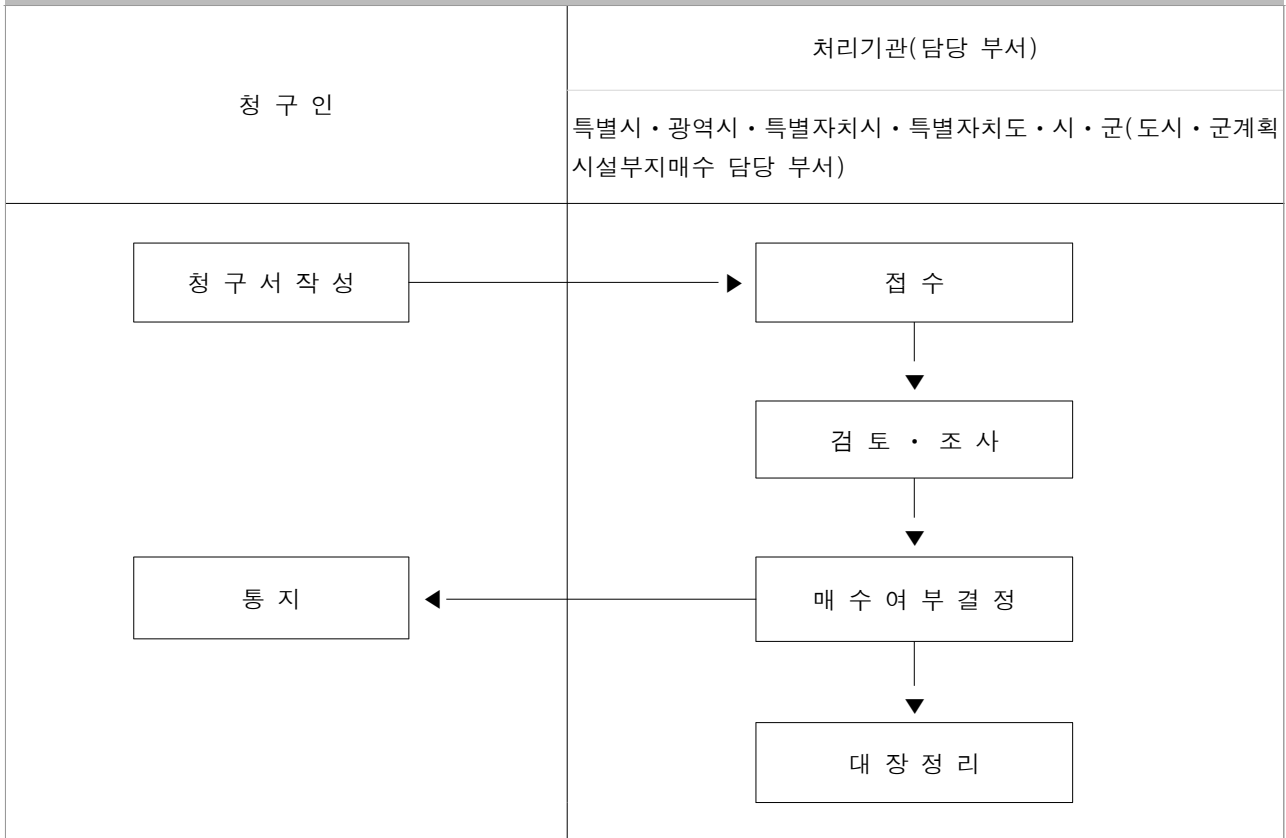 청 구 인
처리기관(담당 부서)
특별시・광역시・특별자치시・특별자치도・시・군(도시・군계획
시설부지매수 담당 부서)
청 구 서 작 성
접 수
검 토 ・ 조 사
통 지
매 수 여 부 결 정
대 장 정 리